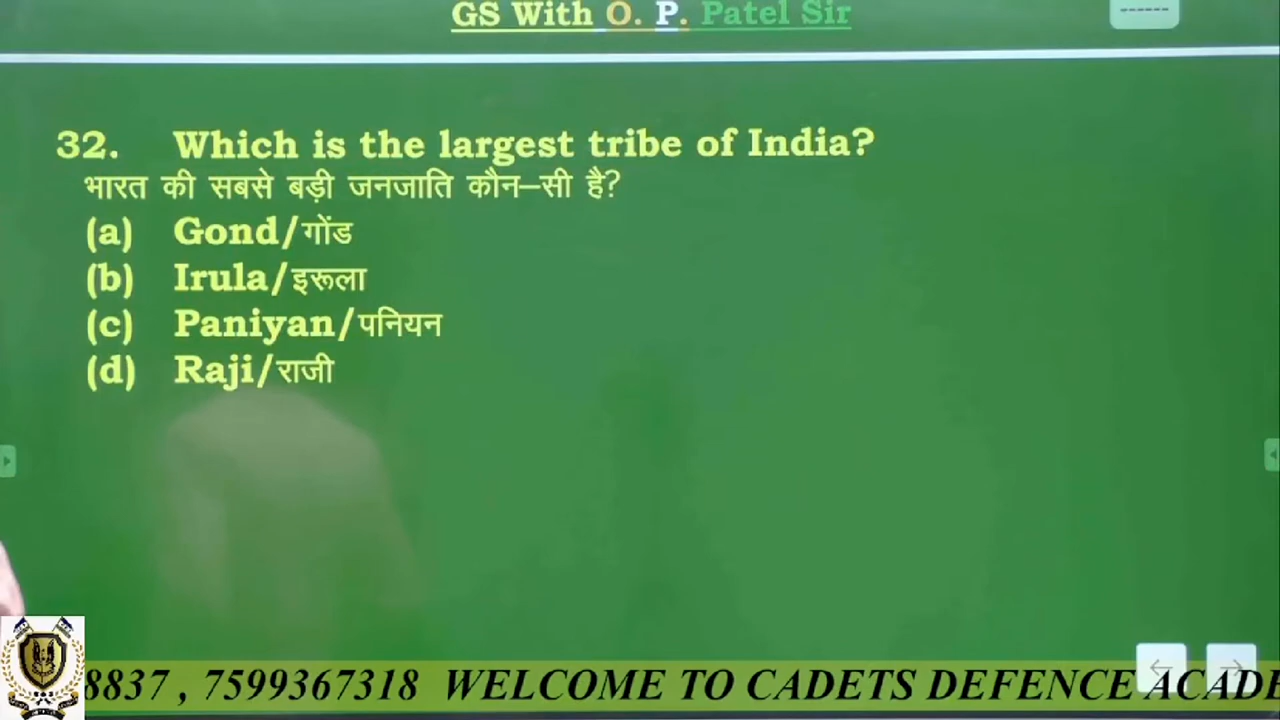 GS With O. P. Patel Sir
------
32. Which is the largest tribe of India?
भारत की सबसे बड़ी जनजाति कौन–सी है?
(a) Gond/गोंड
(b) Irula/इरूला
(c) Paniyan/पनियन
(d) Raji/राजी
8837 , 7599367318 WELCOME TO CADETS DEFENCE ACADE